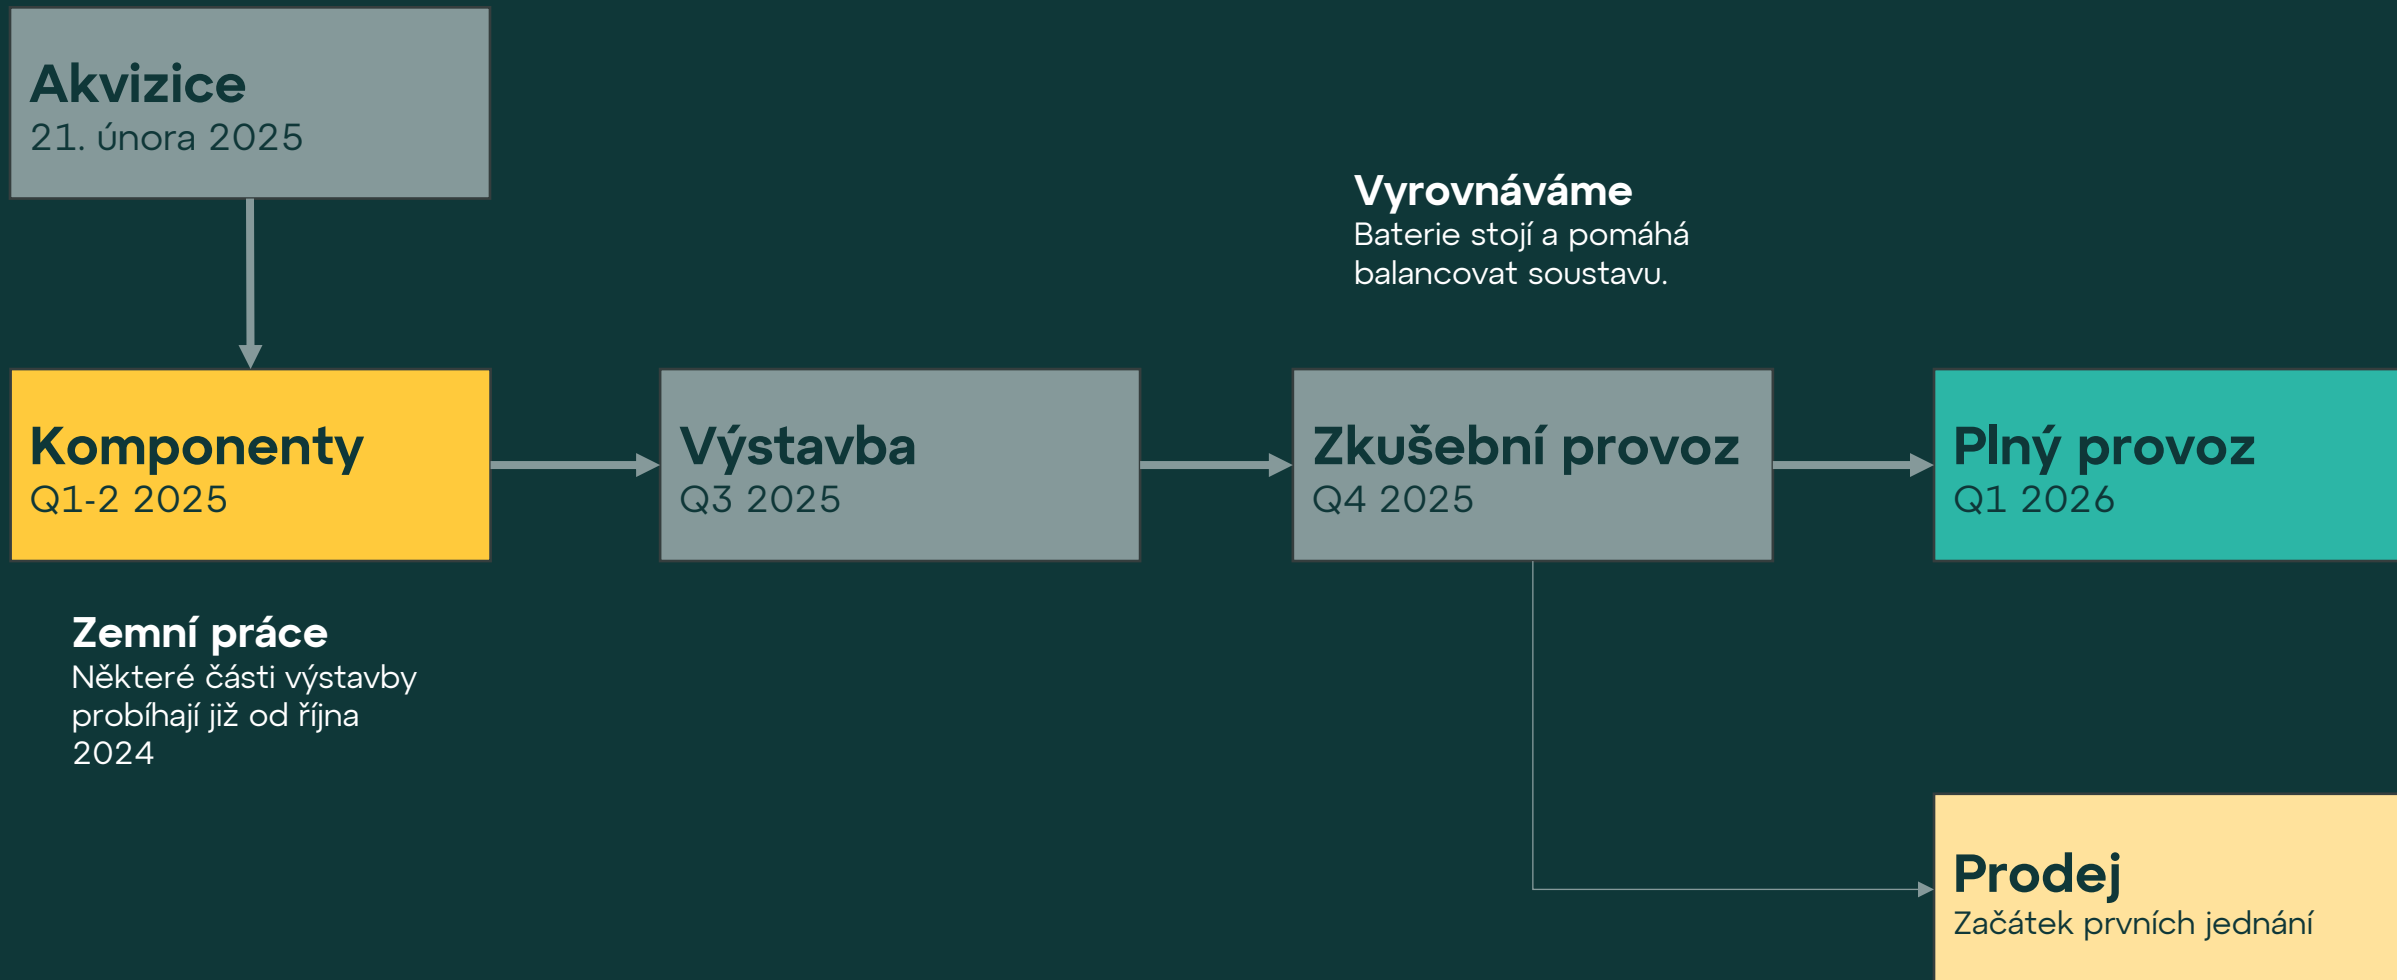 Akvizice
21. února 2025
Vyrovnáváme
Baterie stojí a pomáhá
balancovat soustavu.
Komponenty
Q1-2 2025
Výstavba
Q3 2025
Zkušební provoz
Q4 2025
Plný provoz
Q1 2026
Zemní práce
Některé části výstavby
probíhají již od října
2024
Prodej
Začátek prvních jednání